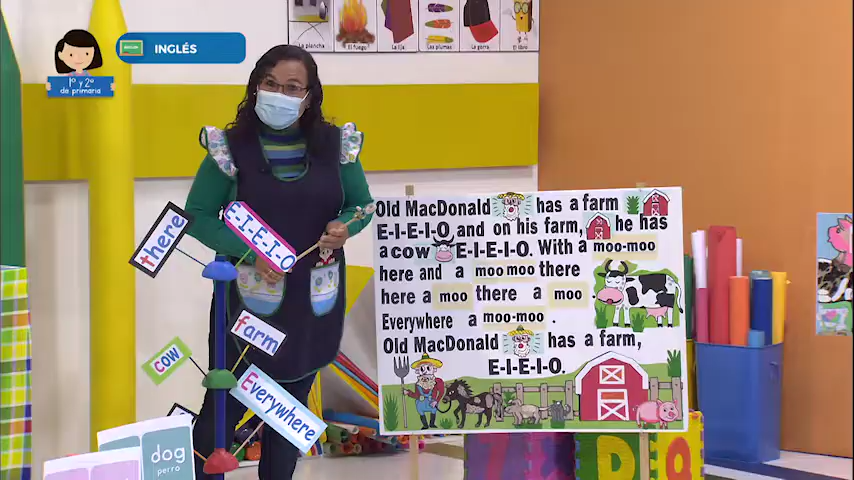 INGLÉS
1º y 2º
de primaria
La plancha
El fuego
La lija
Las plumas
La gorra
El libro
there
E-I-E-I-O
farm
cow
Everywhere
dog
perro
Old MacDonald has a farm
E-I-E-I-O and on his farm, he has
a cow E-I-E-I-O. With a moo-moo
here and a moo moo there
here a moo there a moo.
Everywhere a moo-moo.
Old MacDonald has a farm,
E-I-E-I-O.
D